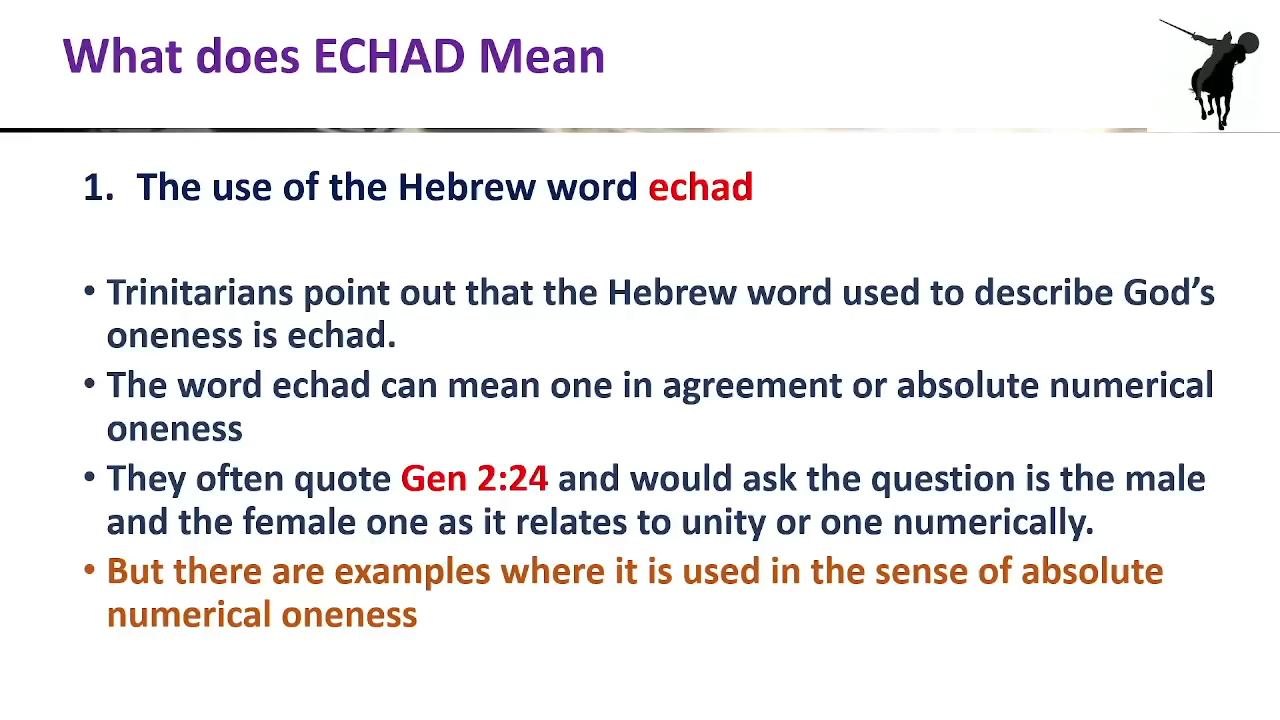 What does ECHAD Mean
1. The use of the Hebrew word echad
• Trinitarians point out that the Hebrew word used to describe God’s
oneness is echad.
• The word echad can mean one in agreement or absolute numerical
oneness
• They often quote Gen 2:24 and would ask the question is the male
and the female one as it relates to unity or one numerically.
• But there are examples where it is used in the sense of absolute
numerical oneness